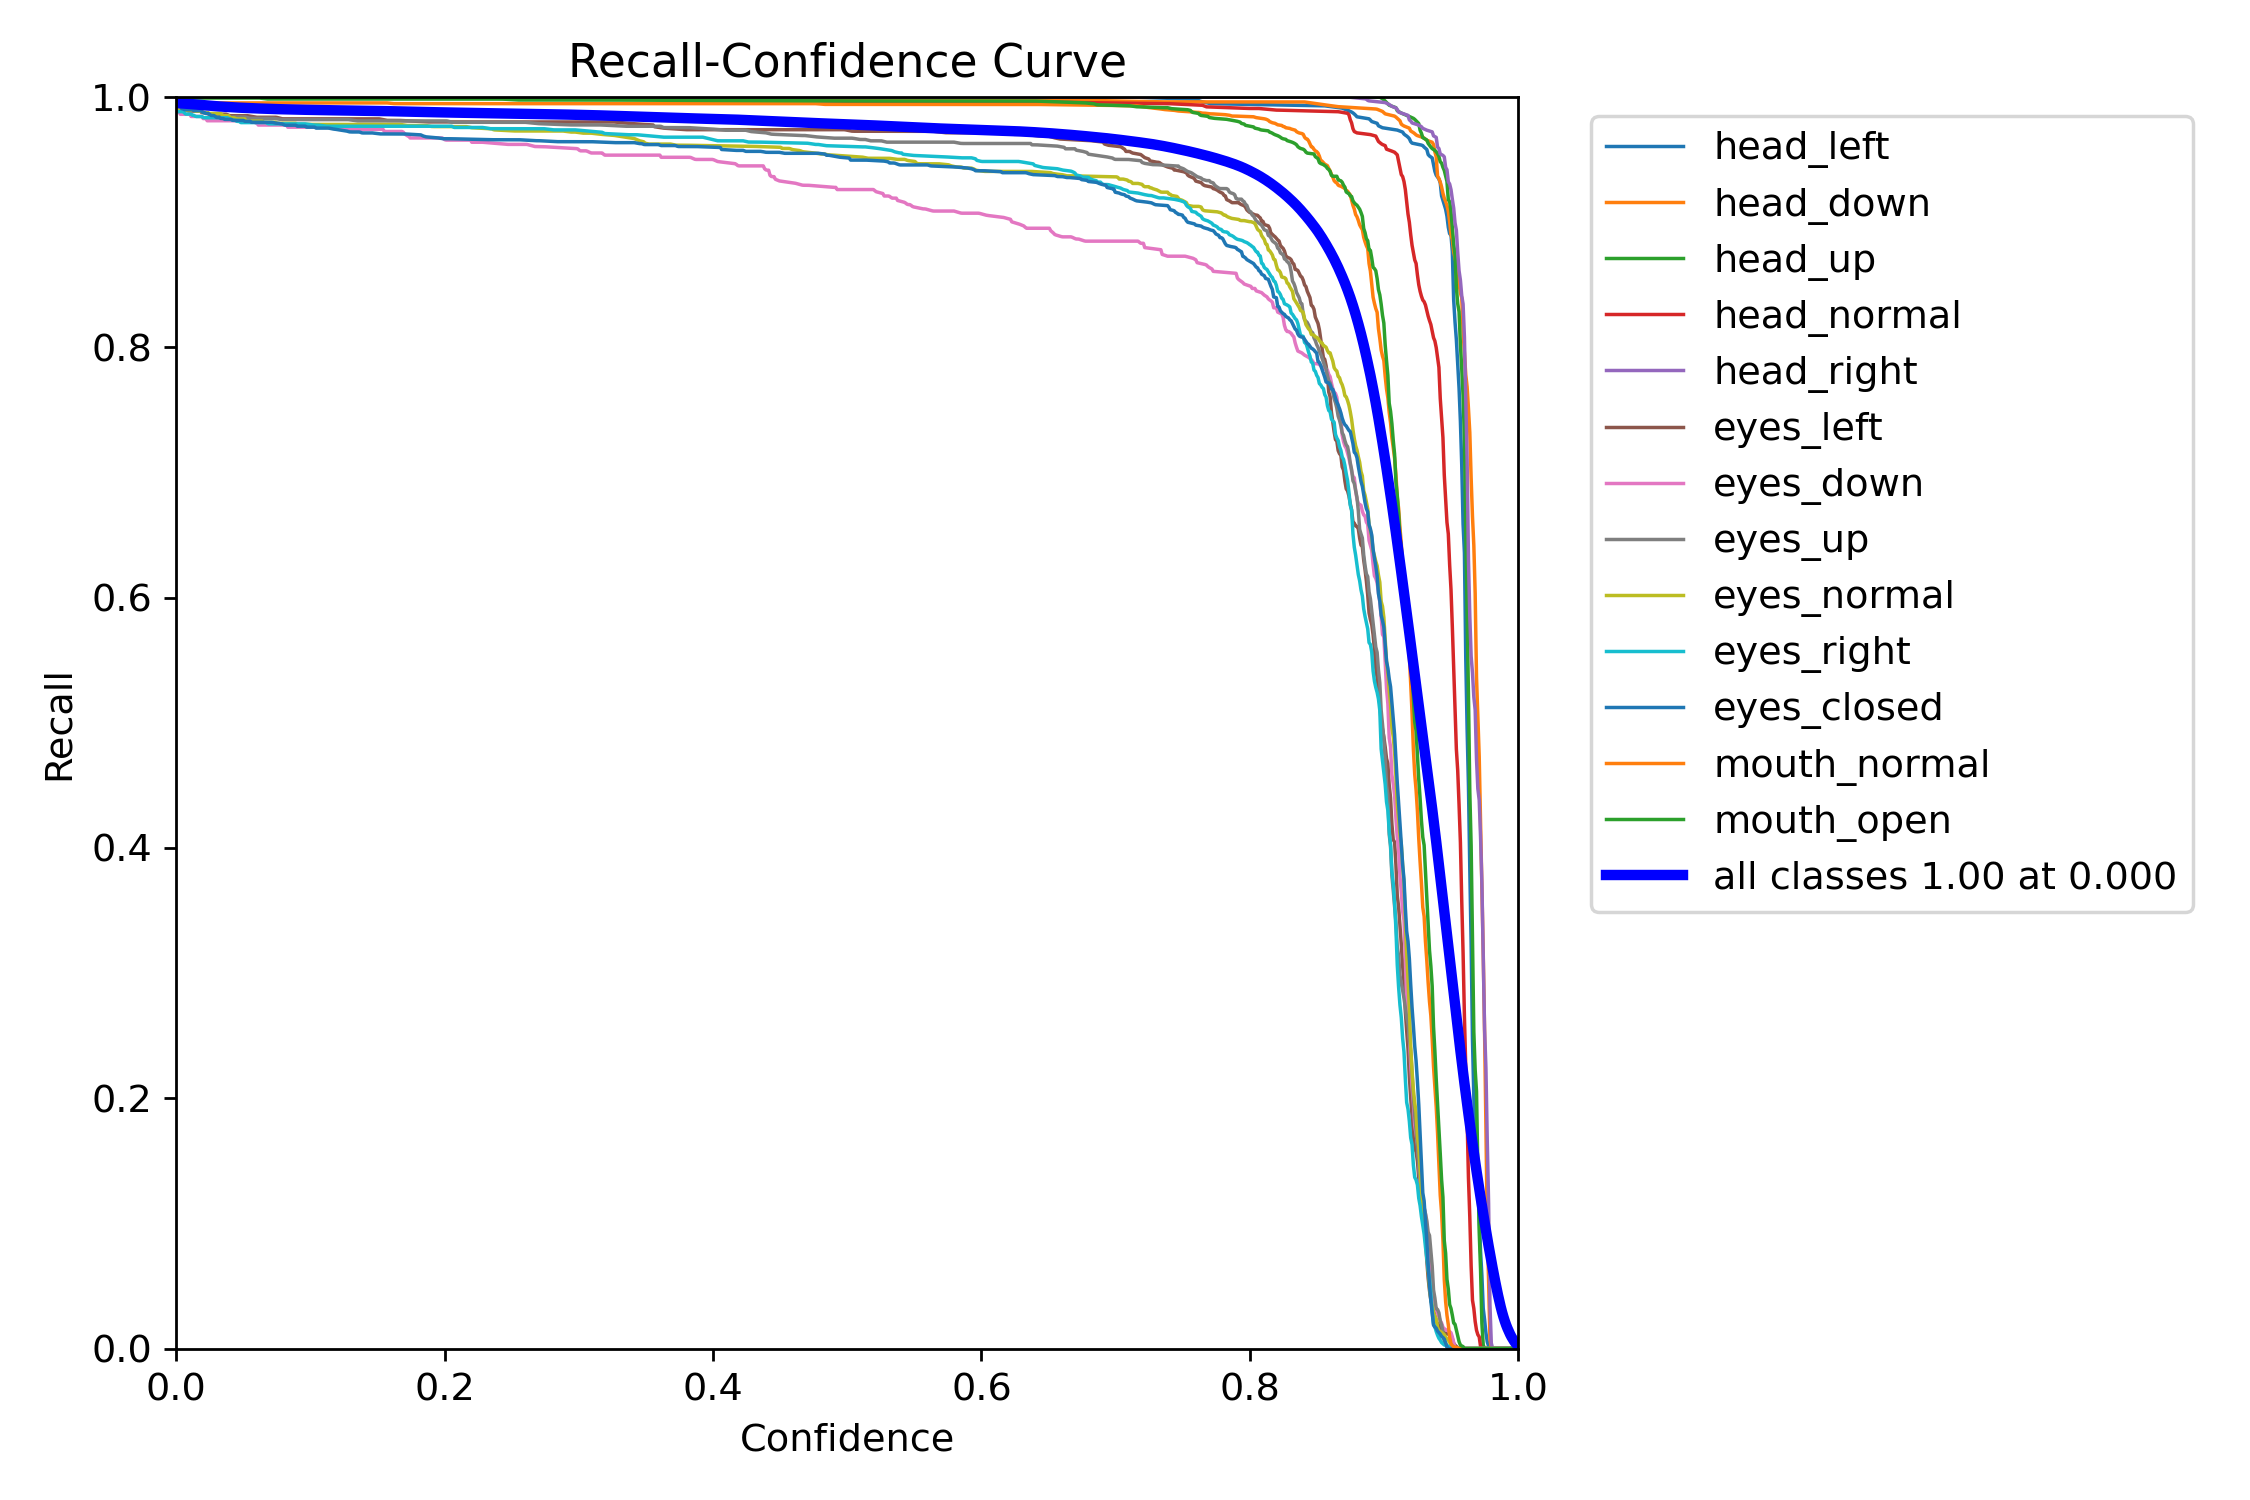 Recall-Confidence Curve
1.0
0.8
0.6
0.4
0.2
0.0
Recall
0.0 0.2 0.4 0.6 0.8 1.0
Confidence
head_left
head_down
head_up
head_normal
head_right
eyes_left
eyes_down
eyes_up
eyes_normal
eyes_right
eyes_closed
mouth_normal
mouth_open
all classes 1.00 at 0.000